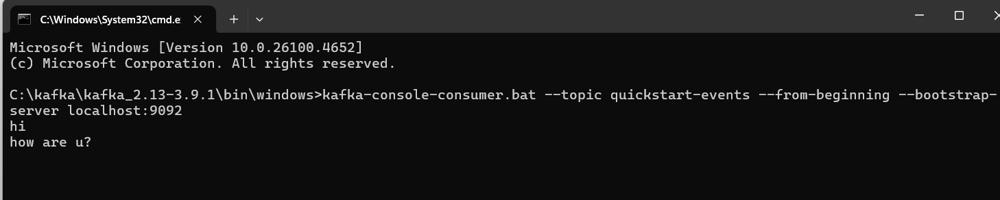 C:\Windows\System32\cmd.e
Microsoft Windows [Version 10.0.26100.4652]
(c) Microsoft Corporation. All rights reserved.
C:\kafka\kafka_2.13-3.9.1\bin\windows>kafka-console-consumer.bat --topic quickstart-events --from-beginning --bootstrap-
server localhost:9092
hi
how are u?